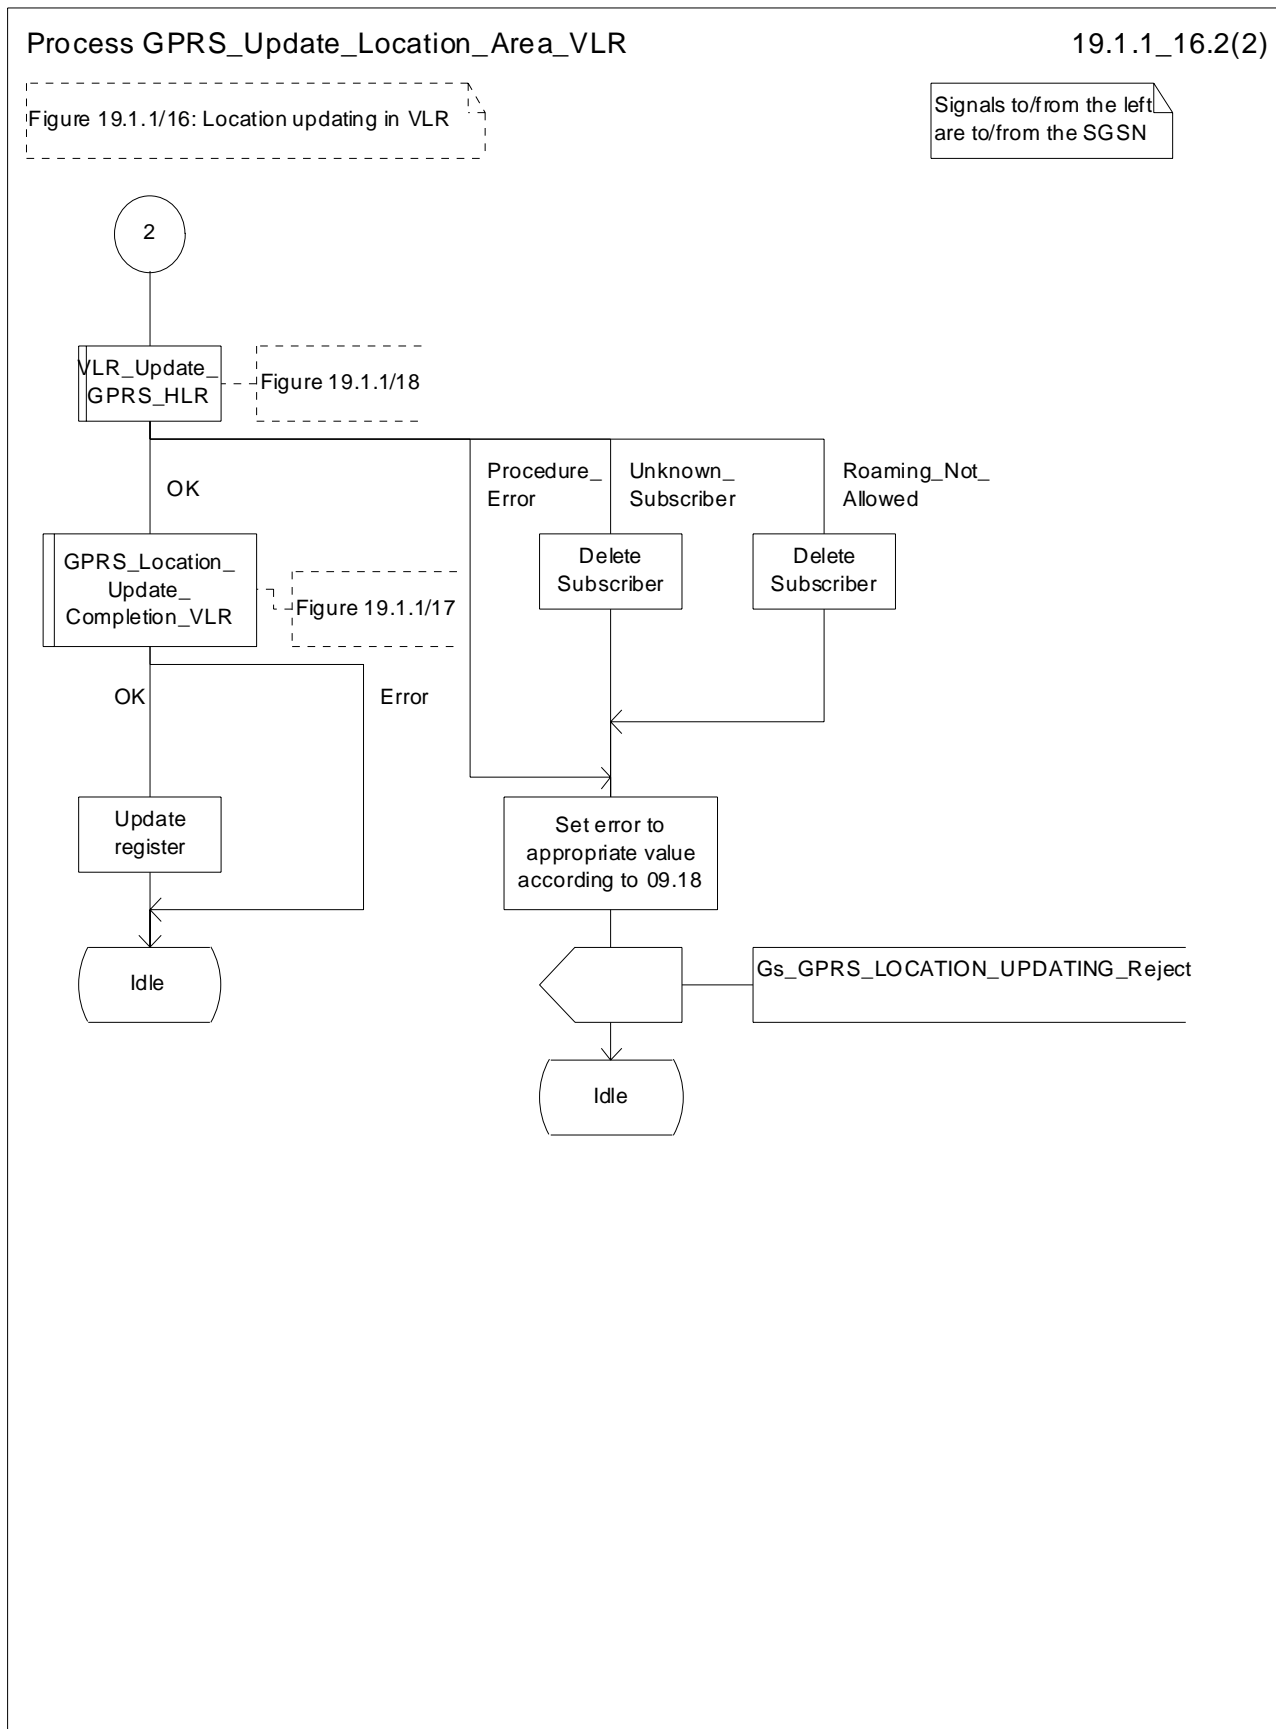 Process GPRS_Update_Location_Area_VLR
19.1.1_16.2(2)
Figure 19.1.1/16: Location updating in VLR
Signals to/from the left
are to/from the SGSN
2
VLR_Update_
GPRS_HLR
Figure 19.1.1/18
OK
Procedure_
Error
Unknown_
Subscriber
Roaming_Not_
Allowed
GPRS_Location_
Update_
Completion_VLR
Figure 19.1.1/17
Delete
Subscriber
Delete
Subscriber
OK
Error
Update
register
Set error to
appropriate value
according to 09.18
Idle
Gs_GPRS_LOCATION_UPDATING_Reject
Idle